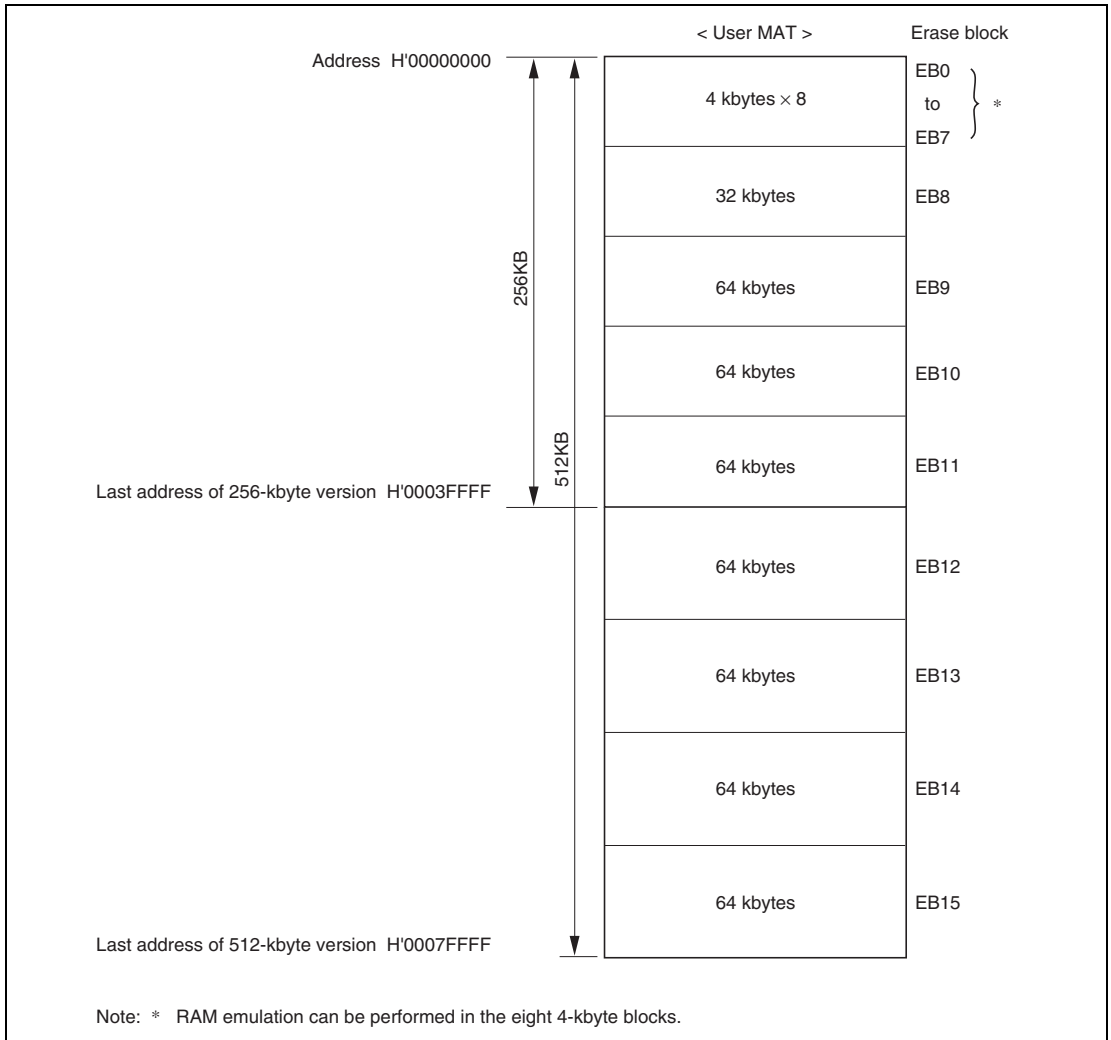 < User MAT > Erase block
Address H'00000000
EB0
4 kbytes × 8
to
*
EB7
32 kbytes
EB8
256KB
64 kbytes
EB9
64 kbytes
EB10
512KB
64 kbytes
EB11
Last address of 256-kbyte version H'0003FFFF
64 kbytes
EB12
64 kbytes
EB13
64 kbytes
EB14
64 kbytes
EB15
Last address of 512-kbyte version H'0007FFFF
Note: * RAM emulation can be performed in the eight 4-kbyte blocks.